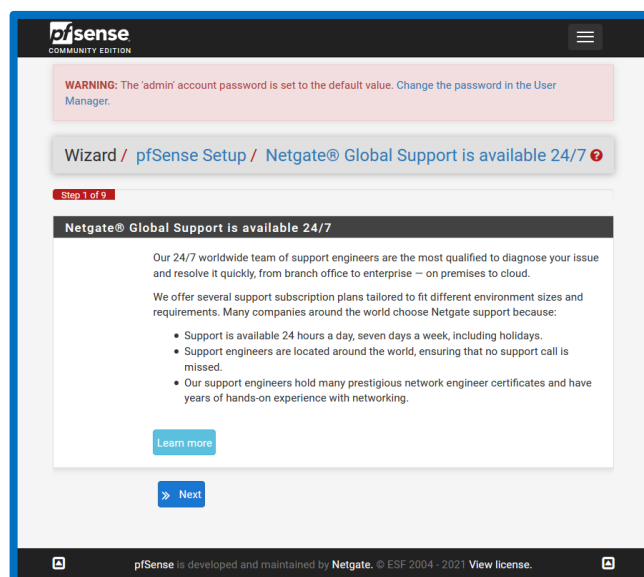 pfsense
COMMUNITY EDITION
WARNING: The 'admin' account password is set to the default value. Change the password in the User
Manager.
Wizard / pfSense Setup / Netgate® Global Support is available 24/7
Step 1 of 9
Netgate® Global Support is available 24/7
Our 24/7 worldwide team of support engineers are the most qualified to diagnose your issue
and resolve it quickly, from branch office to enterprise — on premises to cloud.
We offer several support subscription plans tailored to fit different environment sizes and
requirements. Many companies around the world choose Netgate support because:
• Support is available 24 hours a day, seven days a week, including holidays.
• Support engineers are located around the world, ensuring that no support call is
missed.
• Our support engineers hold many prestigious network engineer certificates and have
years of hands-on experience with networking.
Learn more
» Next
pfSense is developed and maintained by Netgate. © ESF 2004 - 2021 View license.